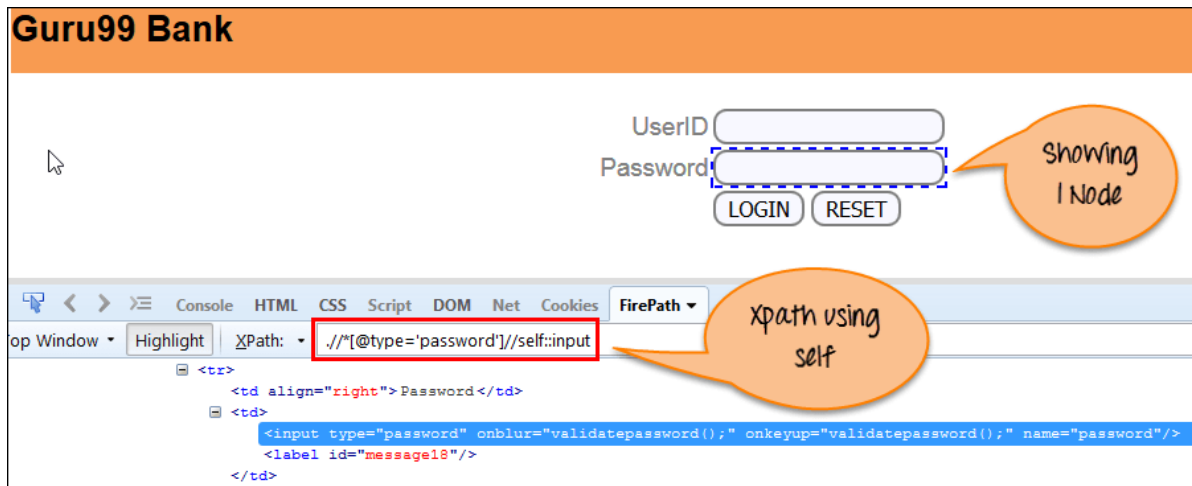 Guru99 Bank
UserID
Password
Showing
1 Node
LOGIN RESET
Console HTML CSS Script DOM Net Cookies FirePath
Xpath using
self
op Window Highlight XPath: .//*[@type='password']//self::input
<tr>
<td align="right">Password</td>
<td>
<input type="password" onblur="validatepassword();" onkeyup="validatepassword();" name="password"/>
<label id="message18"/>
</td>